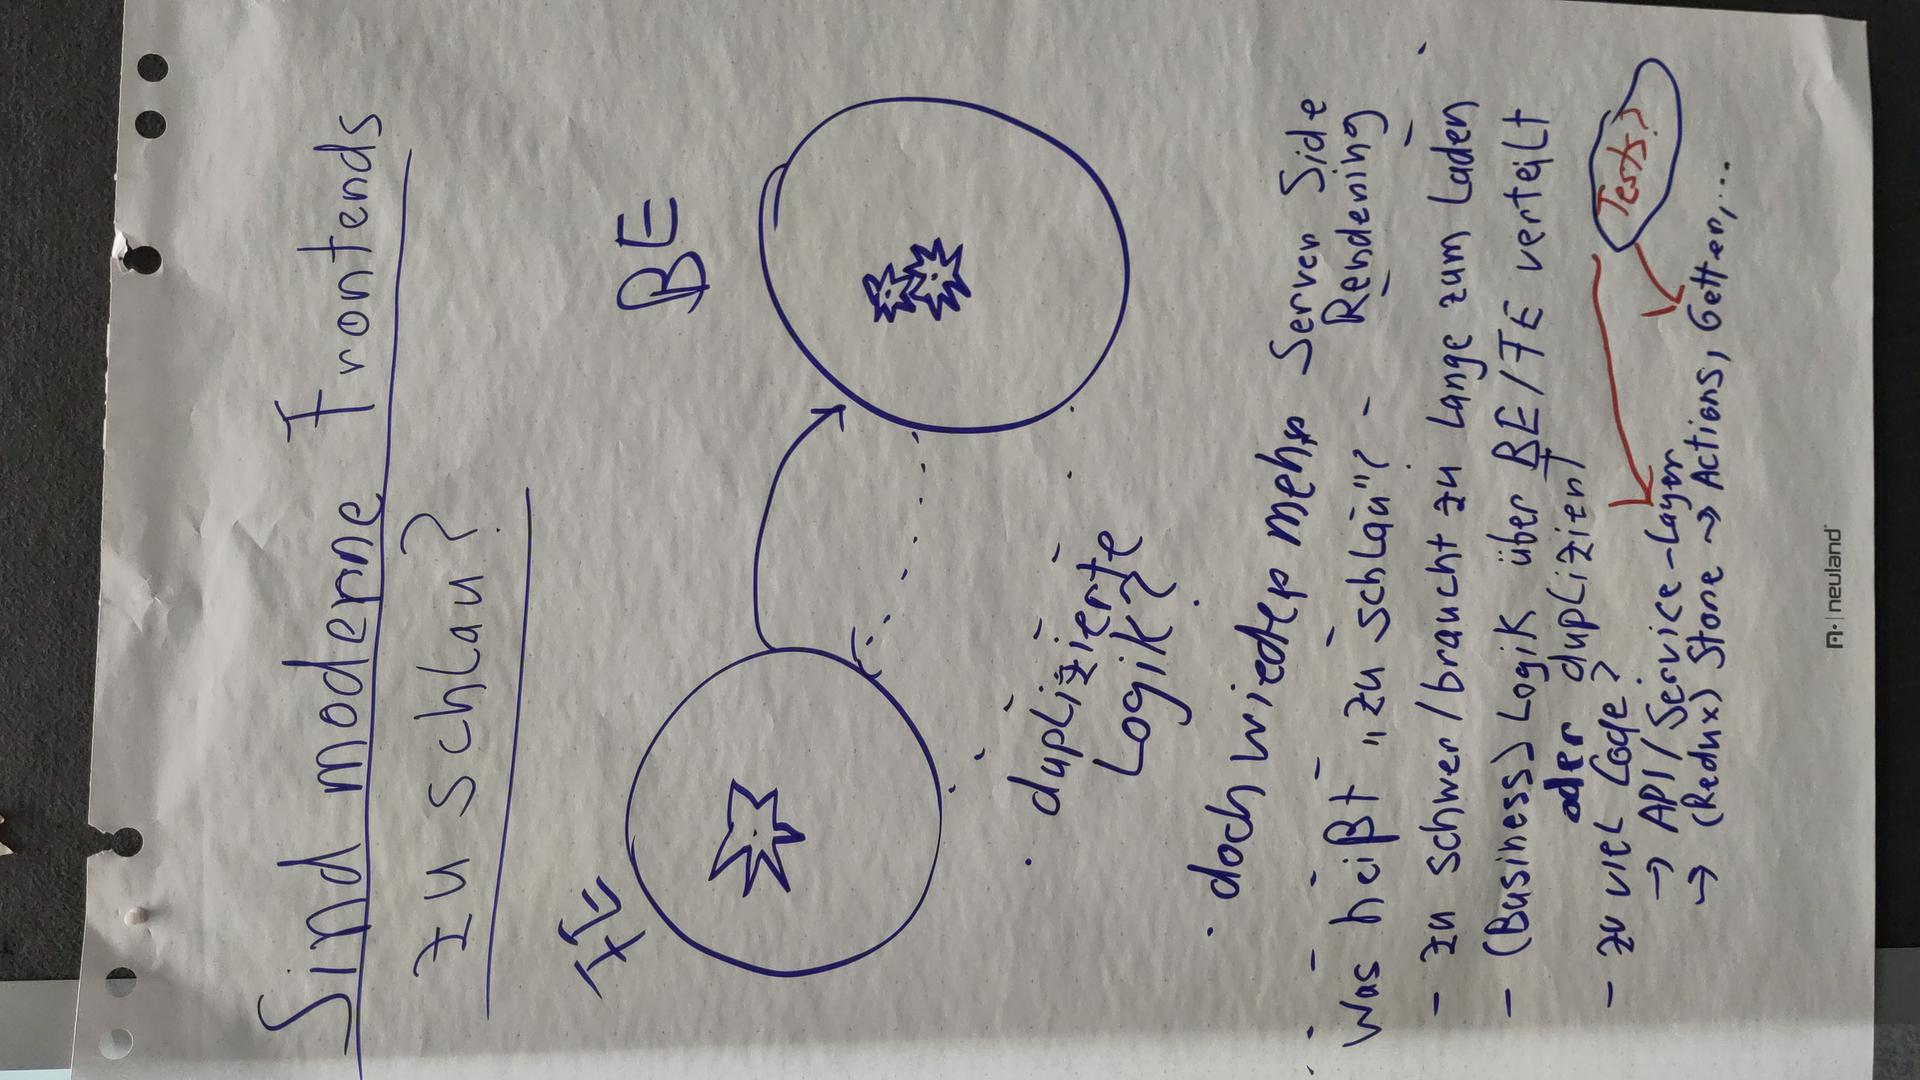 Sind moderne Frontends
zu schlau?
FE
BE
· duplizierte
Logik?
· doch wieder mehr Server Side
Rendering
Was heißt „zu schlau"? -
- zu schwer/braucht zu lange zum Laden
- (Business) Logik über BE/FE verteilt
oder dupliziert
- zu viel Code?
Tests?
→ API/Service-Layer
→ (Redux) Store → Actions, Getter,...
neuland